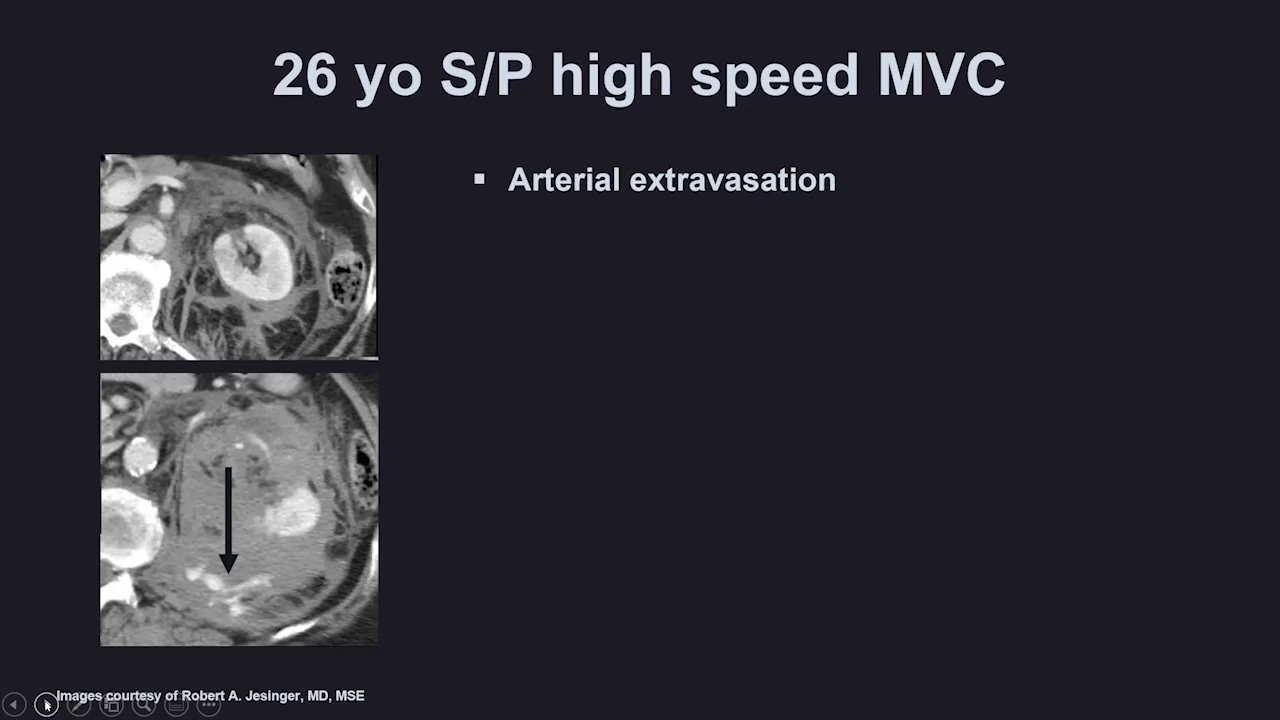 26 yo S/P high speed MVC
▪ Arterial extravasation
Images courtesy of Robert A. Jesinger, MD, MSE